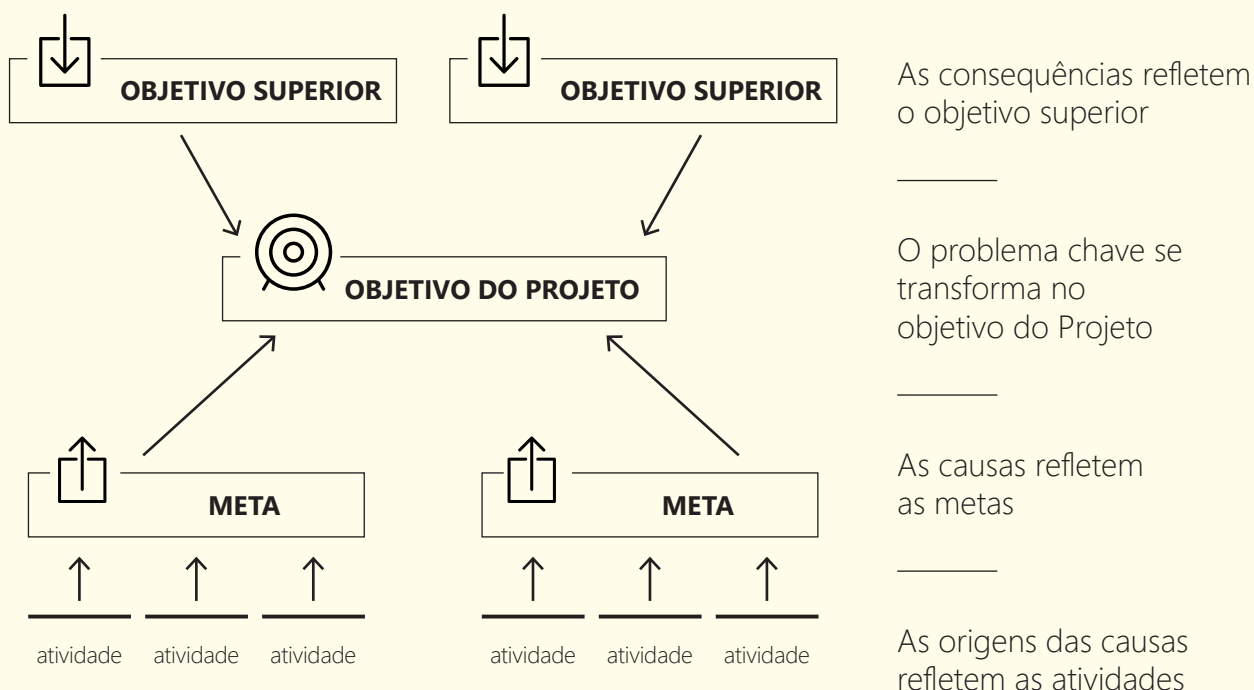 OBJETIVO SUPERIOR
OBJETIVO SUPERIOR
As consequências refletem
o objetivo superior
OBJETIVO DO PROJETO
O problema chave se
transforma no
objetivo do Projeto
META
META
As causas refletem
as metas
atividade
atividade
atividade
atividade
atividade
atividade
As origens das causas
refletem as atividades